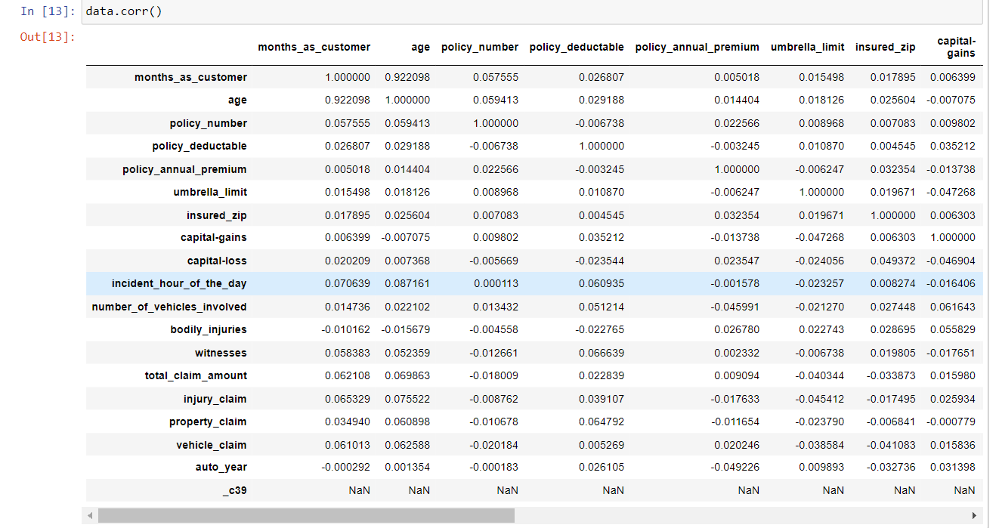 In [13]: data.corr()
Out[13]:
months_as_customer age policy_number policy_deductable policy_annual_premium umbrella_limit insured_zip capital-gains
months_as_customer 1.000000 0.922098 0.057555 0.026807 0.005018 0.015498 0.017895 0.006399
age 0.922098 1.000000 0.059413 0.029188 0.014404 0.018126 0.025604 -0.007075
policy_number 0.057555 0.059413 1.000000 -0.006738 0.022566 0.008968 0.007083 0.009802
policy_deductable 0.026807 0.029188 -0.006738 1.000000 -0.003245 0.010870 0.004545 0.035212
policy_annual_premium 0.005018 0.014404 0.022566 -0.003245 1.000000 -0.006247 0.032354 -0.013738
umbrella_limit 0.015498 0.018126 0.008968 0.010870 -0.006247 1.000000 0.019671 -0.047268
insured_zip 0.017895 0.025604 0.007083 0.004545 0.032354 0.019671 1.000000 0.006303
capital-gains 0.006399 -0.007075 0.009802 0.035212 -0.013738 -0.047268 0.006303 1.000000
capital-loss 0.020209 0.007368 -0.005669 -0.023544 0.023547 -0.024056 0.049372 -0.046904
incident_hour_of_the_day 0.070639 0.087161 0.000113 0.060935 -0.001578 -0.023257 0.008274 -0.016406
number_of_vehicles_involved 0.014736 0.022102 0.013432 0.051214 -0.045991 -0.021270 0.027448 0.061643
bodily_injuries -0.010162 -0.015679 -0.004558 -0.022765 0.026780 0.022743 0.028695 0.055829
witnesses 0.058383 0.052359 -0.012661 0.066639 0.002332 -0.006738 0.019805 -0.017651
total_claim_amount 0.062108 0.069863 -0.018009 0.022839 0.009094 -0.040344 -0.033873 0.015980
injury_claim 0.065329 0.075522 -0.008762 0.039107 -0.017633 -0.045412 -0.017495 0.025934
property_claim 0.034940 0.060898 -0.010678 0.064792 -0.011654 -0.023790 -0.006841 -0.000779
vehicle_claim 0.061013 0.062588 -0.020184 0.005269 0.020246 -0.038584 -0.041083 0.015836
auto_year -0.000292 0.001354 -0.000183 0.026105 -0.049226 0.009893 -0.032736 0.031398
_c39 NaN NaN NaN NaN NaN NaN NaN NaN